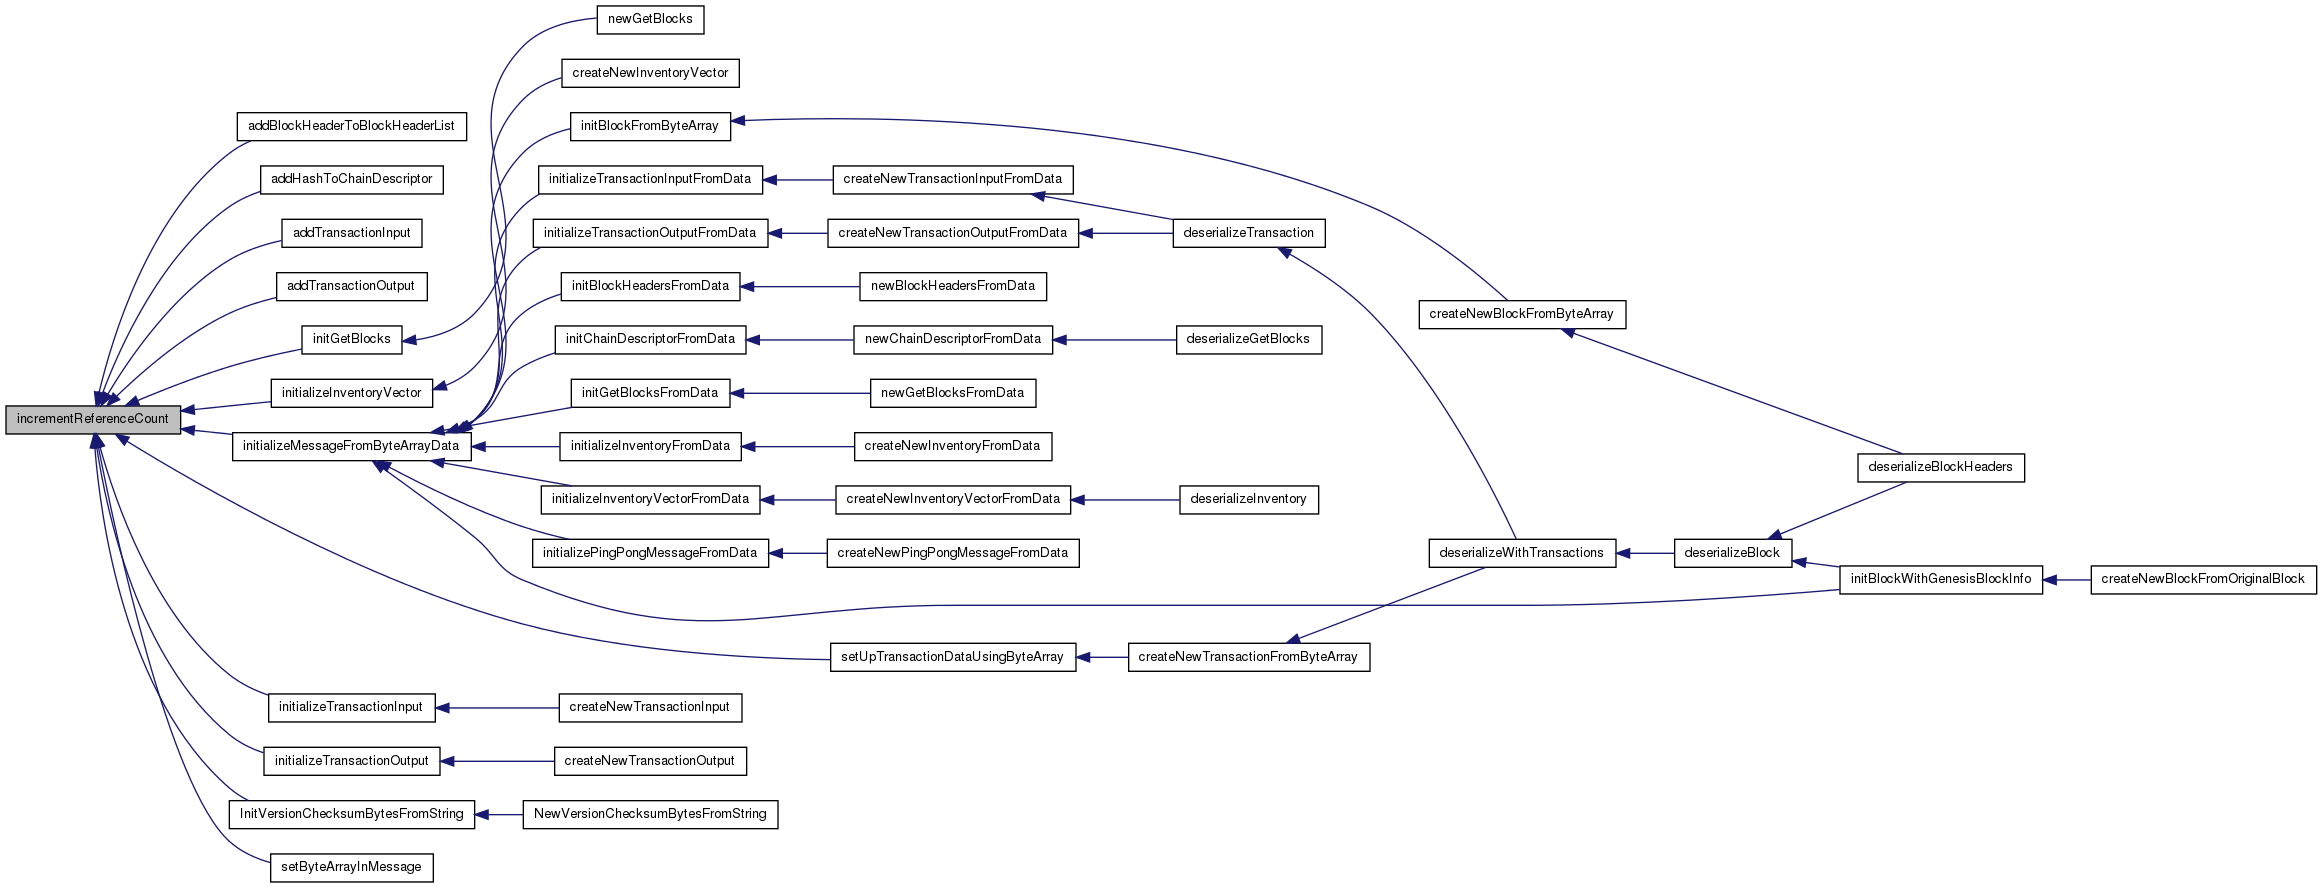 newGetBlocks
createNewInventoryVector
addBlockHeaderToBlockHeaderList
initBlockFromByteArray
addHashToChainDescriptor
initializeTransactionInputFromData
createNewTransactionInputFromData
addTransactionInput
initializeTransactionOutputFromData
createNewTransactionOutputFromData
deserializeTransaction
addTransactionOutput
initBlockHeadersFromData
newBlockHeadersFromData
createNewBlockFromByteArray
initGetBlocks
initChainDescriptorFromData
newChainDescriptorFromData
deserializeGetBlocks
initializeInventoryVector
initGetBlocksFromData
newGetBlocksFromData
incrementReferenceCount
initializeMessageFromByteArrayData
initializeInventoryFromData
createNewInventoryFromData
deserializeBlockHeaders
initializeInventoryVectorFromData
createNewInventoryVectorFromData
deserializeInventory
initializePingPongMessageFromData
createNewPingPongMessageFromData
deserializeWithTransactions
deserializeBlock
initBlockWithGenesisBlockInfo
createNewBlockFromOriginalBlock
setUpTransactionDataUsingByteArray
createNewTransactionFromByteArray
initializeTransactionInput
createNewTransactionInput
initializeTransactionOutput
createNewTransactionOutput
InitVersionChecksumBytesFromString
NewVersionChecksumBytesFromString
setByteArrayInMessage